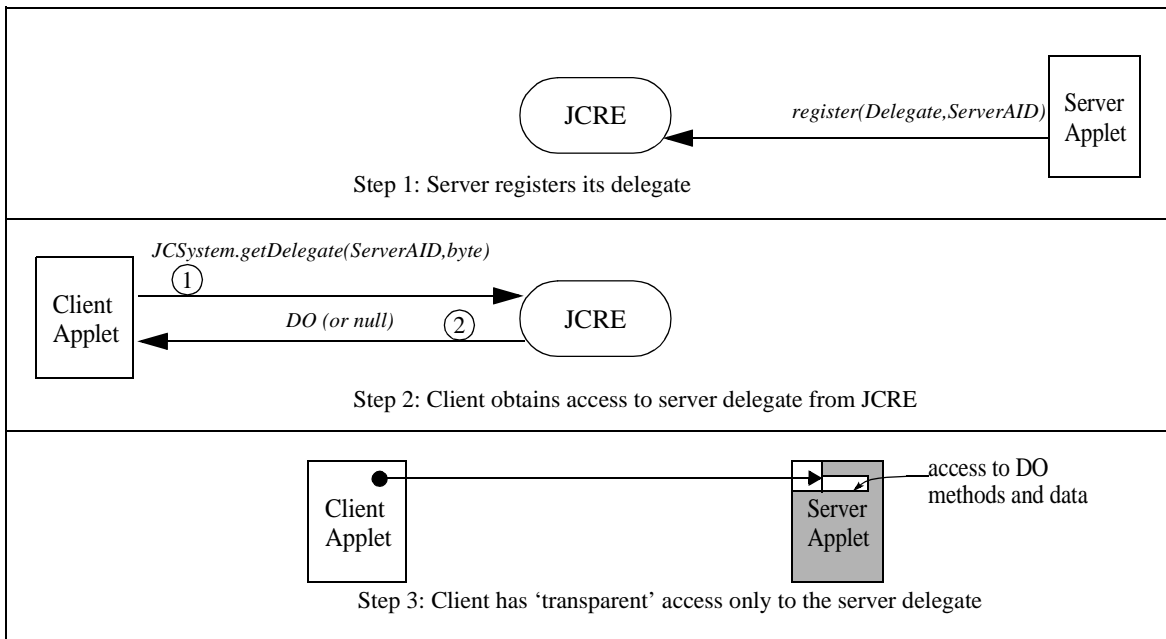 JCRE
register(Delegate,ServerAID)
Server
Applet
Step 1: Server registers its delegate
JCSystem.getDelegate(ServerAID,byte)
1
Client
Applet
DO (or null)
2
JCRE
Step 2: Client obtains access to server delegate from JCRE
Client
Applet
Server
Applet
access to DO
methods and data
Step 3: Client has ‘transparent’ access only to the server delegate